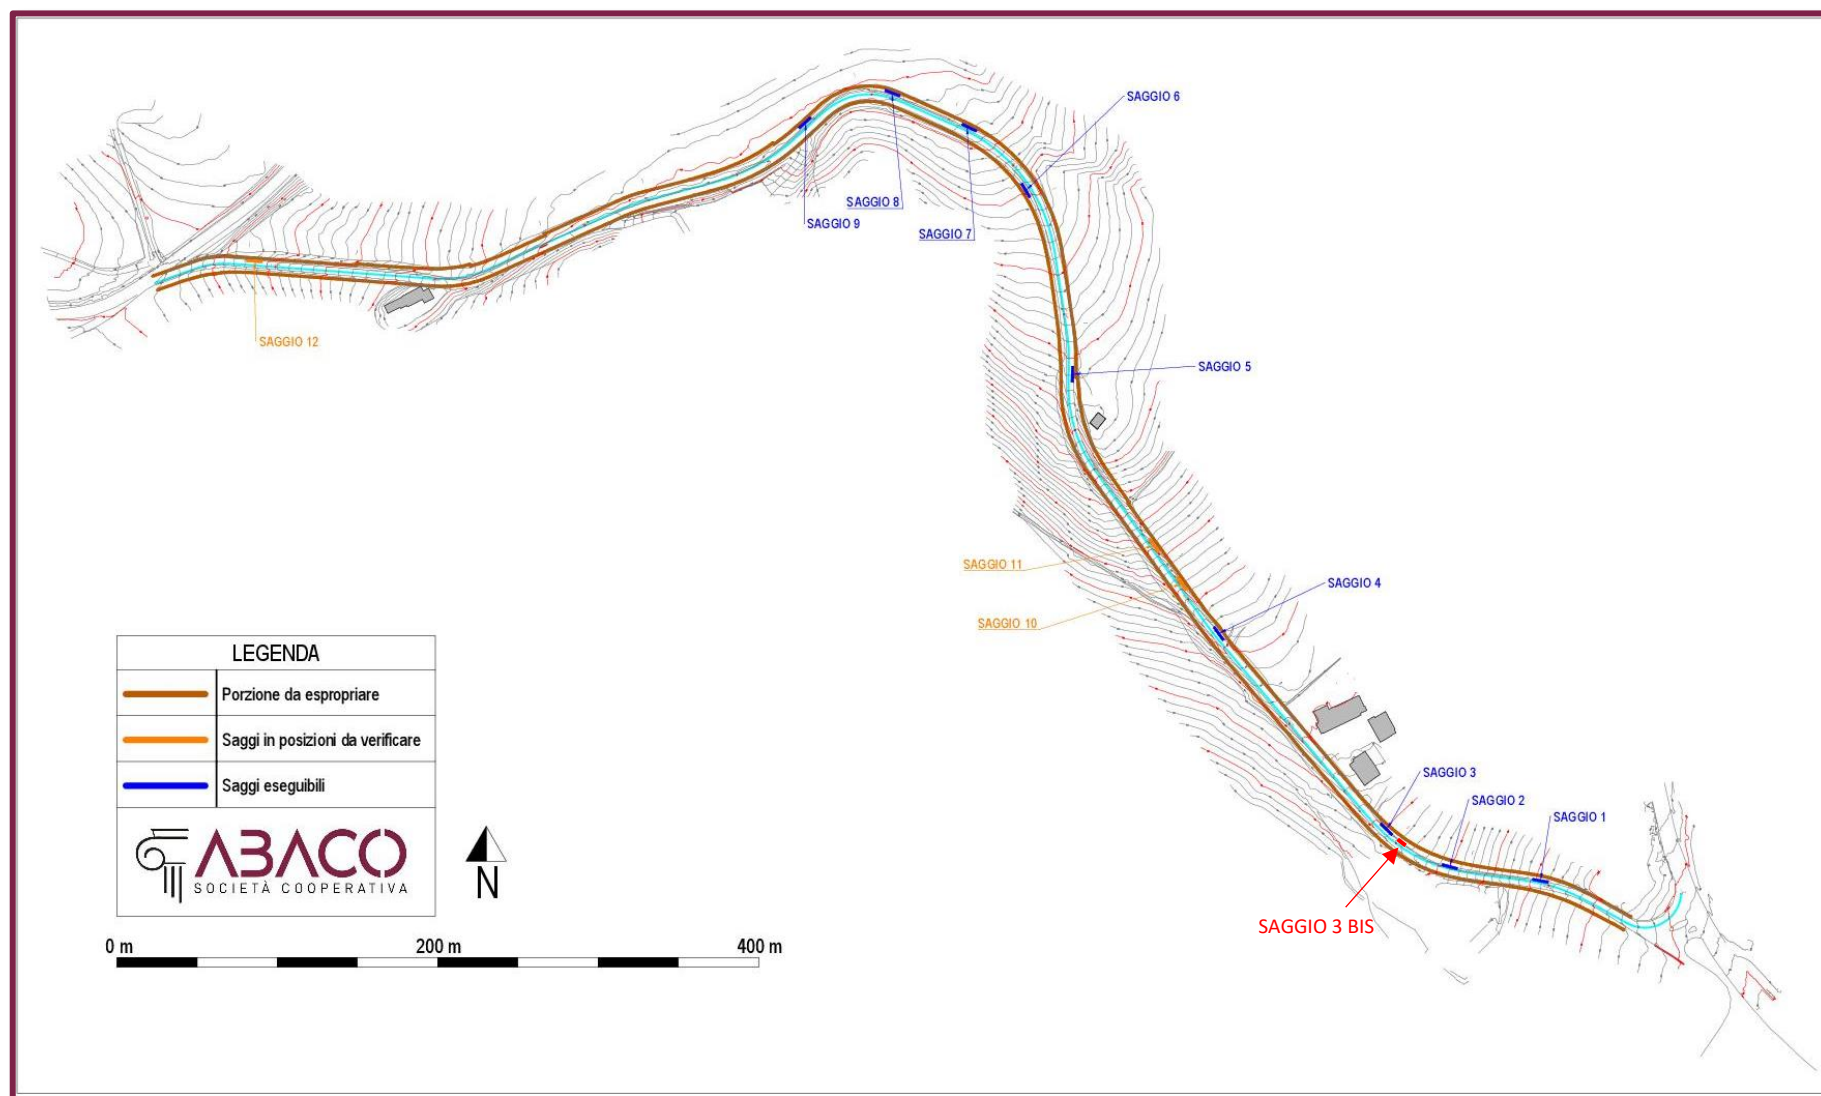 SAGGIO 6
SAGGIO 8
SAGGIO 9
SAGGIO 7
SAGGIO 12
SAGGIO 5
SAGGIO 11
SAGGIO 4
SAGGIO 10
LEGENDA
Porzione da espropriare
Saggi in posizioni da verificare
Saggi eseguibili
SAGGIO 3
SAGGIO 2
SAGGIO 1
SAGGIO 3 BIS
ABACO
SOCIETÀ COOPERATIVA
N
0 m 200 m 400 m